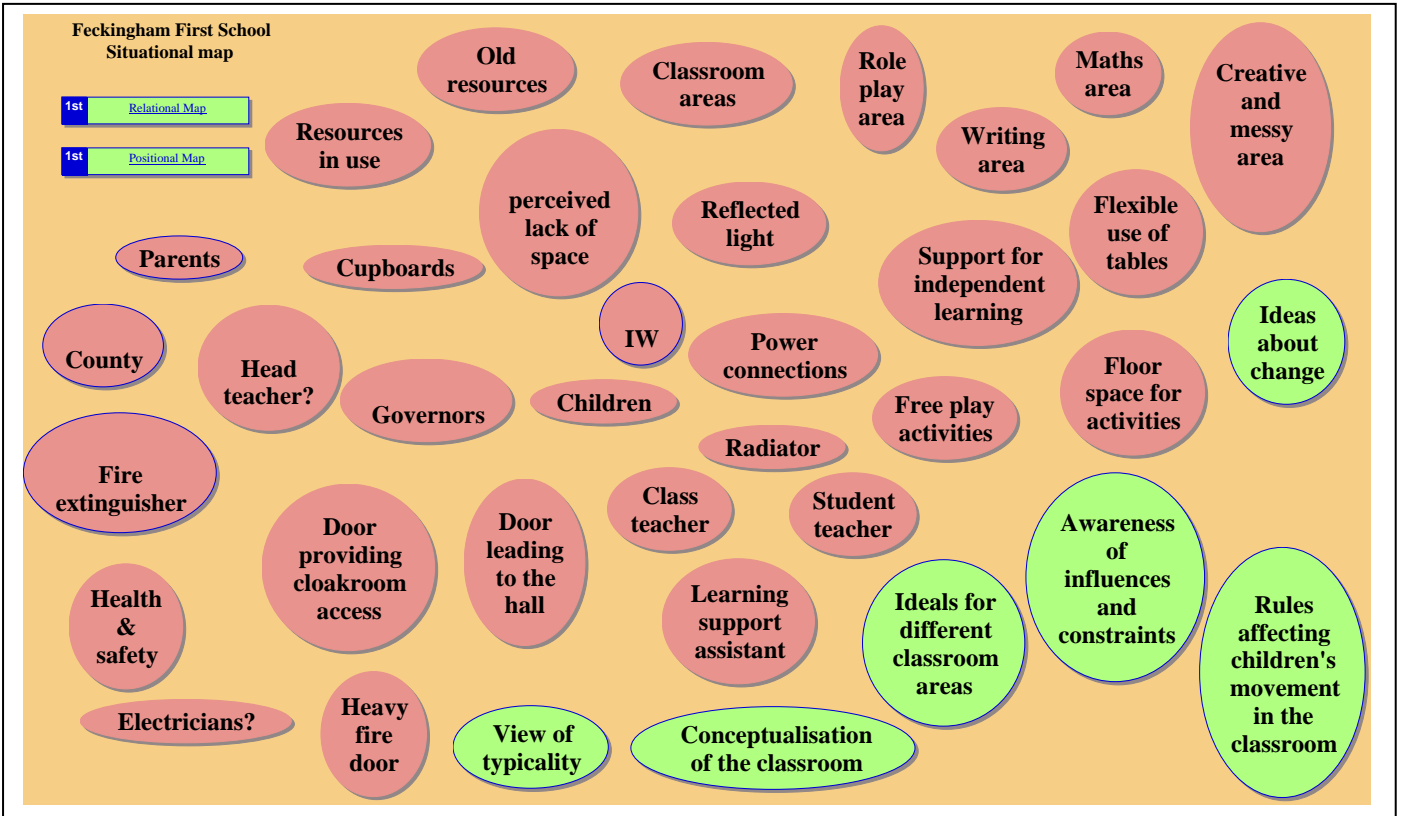 Feckingham First School
Situational map
1st Relational Map
1st Positional Map
Old
resources
Classroom
areas
Role
play
area
Maths
area
Creative
and
messy
area
Resources
in use
Writing
area
perceived
lack of
space
Reflected
light
Flexible
use of
tables
Parents
Cupboards
Support for
independent
learning
Ideas
about
change
County
Head
teacher?
IW
Power
connections
Floor
space for
activities
Governors
Children
Free play
activities
Radiator
Fire
extinguisher
Door
providing
cloakroom
access
Door
leading
to the
hall
Class
teacher
Student
teacher
Awareness
of
influences
and
constraints
Health
&
safety
Learning
support
assistant
Ideals for
different
classroom
areas
Rules
affecting
children's
movement
in the
classroom
Electricians?
Heavy
fire
door
View of
typicality
Conceptualisation
of the classroom